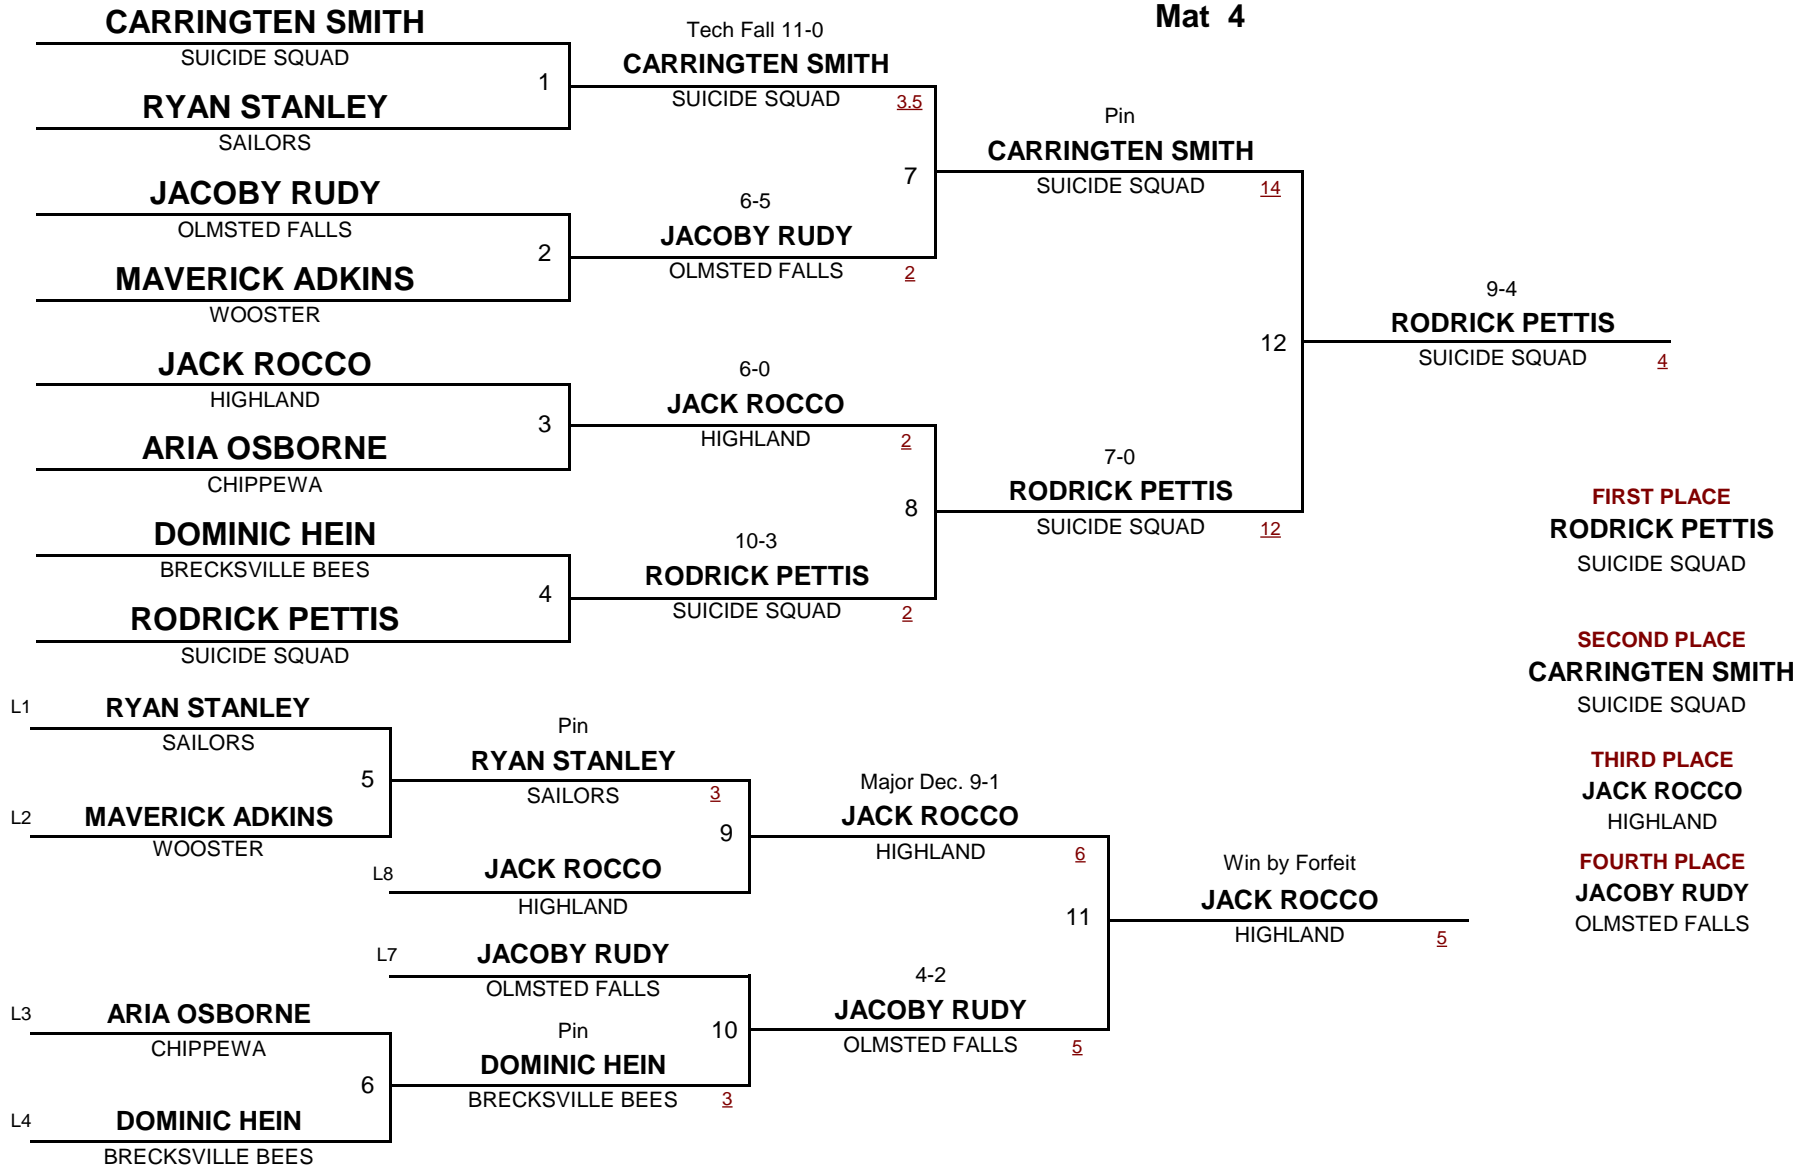 Mat 4
CARRINGTEN SMITH
SUICIDE SQUAD
1
RYAN STANLEY
SAILORS
JACOBY RUDY
OLMSTED FALLS
2
MAVERICK ADKINS
WOOSTER
JACK ROCCO
HIGHLAND
3
ARIA OSBORNE
CHIPPEWA
DOMINIC HEIN
BRECKSVILLE BEES
4
RODRICK PETTIS
SUICIDE SQUAD
Tech Fall 11-0
CARRINGTEN SMITH
SUICIDE SQUAD 3.5
7
6-5
JACOBY RUDY
OLMSTED FALLS 2
6-0
JACK ROCCO
HIGHLAND 2
8
10-3
RODRICK PETTIS
SUICIDE SQUAD 2
Pin
CARRINGTEN SMITH
SUICIDE SQUAD 14
12
7-0
RODRICK PETTIS
SUICIDE SQUAD 12
9-4
RODRICK PETTIS
SUICIDE SQUAD 4
L1 RYAN STANLEY
SAILORS
5
L2 MAVERICK ADKINS
WOOSTER
L3 ARIA OSBORNE
CHIPPEWA
6
L4 DOMINIC HEIN
BRECKSVILLE BEES
Pin
RYAN STANLEY
SAILORS 3
9
L8 JACK ROCCO
HIGHLAND
L7 JACOBY RUDY
OLMSTED FALLS
10
Pin
DOMINIC HEIN
BRECKSVILLE BEES 3
Major Dec. 9-1
JACK ROCCO
HIGHLAND 6
11
4-2
JACOBY RUDY
OLMSTED FALLS 5
Win by Forfeit
JACK ROCCO
HIGHLAND 5
FIRST PLACE
RODRICK PETTIS
SUICIDE SQUAD
SECOND PLACE
CARRINGTEN SMITH
SUICIDE SQUAD
THIRD PLACE
JACK ROCCO
HIGHLAND
FOURTH PLACE
JACOBY RUDY
OLMSTED FALLS